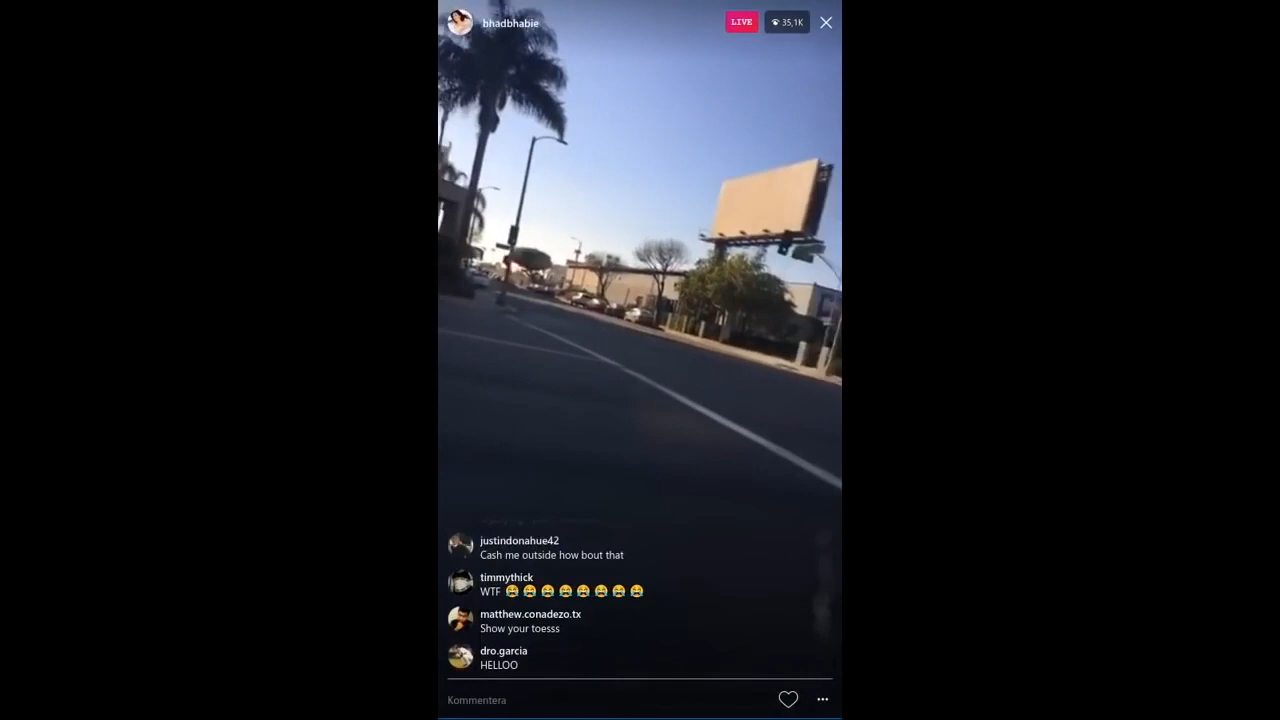 bhadbhabie
LIVE
35,1K
justindonahue42
Cash me outside how bout that
timmythick
WTF 😭 😭 😭 😭 😭 😭 😭 😭
matthew.conadezo.tx
Show your toesss
dro.garcia
HELLOO
Kommentera